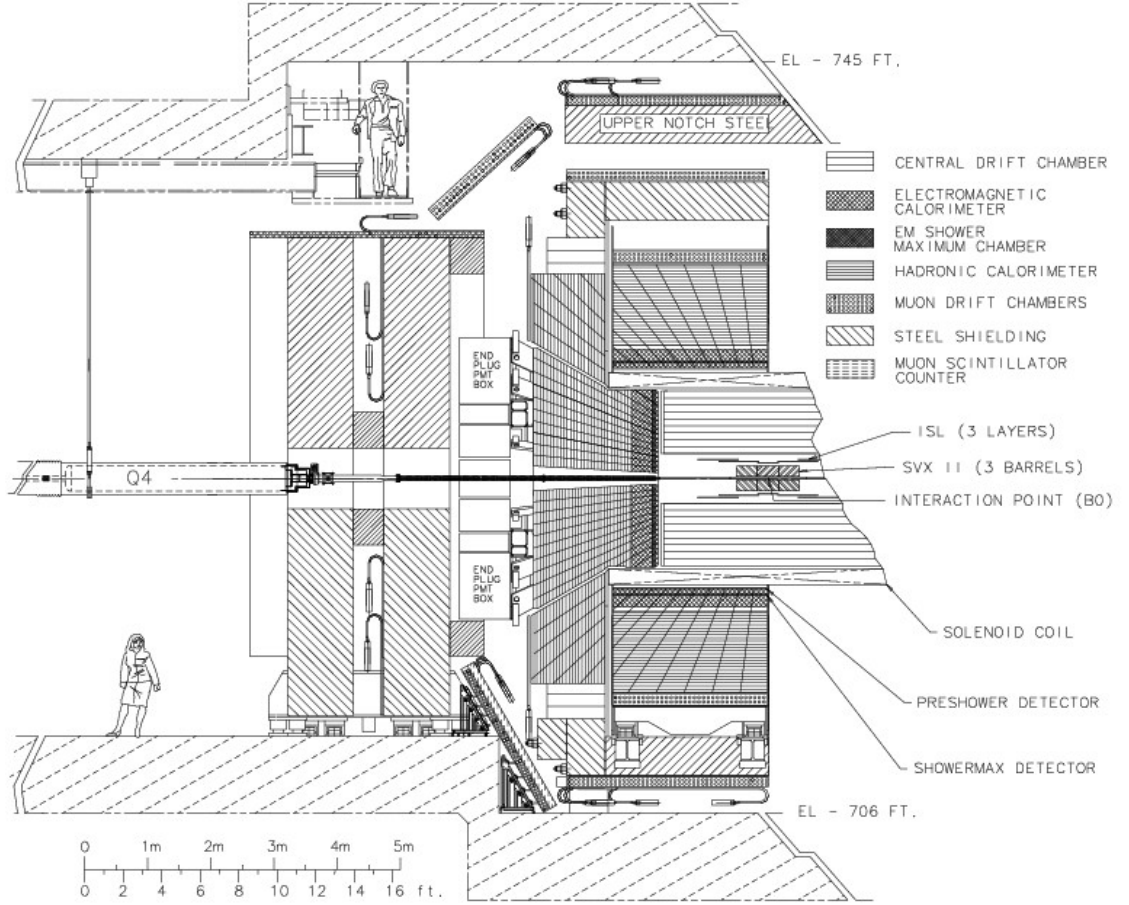 EL - 745 FT.
UPPER NOTCH STEEL
CENTRAL DRIFT CHAMBER
ELECTROMAGNETIC
CALORIMETER
EM SHOWER
MAXIMUM CHAMBER
HADRONIC CALORIMETER
MUON DRIFT CHAMBERS
STEEL SHIELDING
MUON SCINTILLATOR
COUNTER
END
PLUG
PMT
BOX
ISL (3 LAYERS)
SVX II (3 BARRELS)
Q4
INTERACTION POINT (B0)
END
PLUG
PMT
BOX
SOLENOID COIL
PRESHOWER DETECTOR
SHOWERMAX DETECTOR
EL - 706 FT.
0 1m 2m 3m 4m 5m
0 2 4 6 8 10 12 14 16 ft.